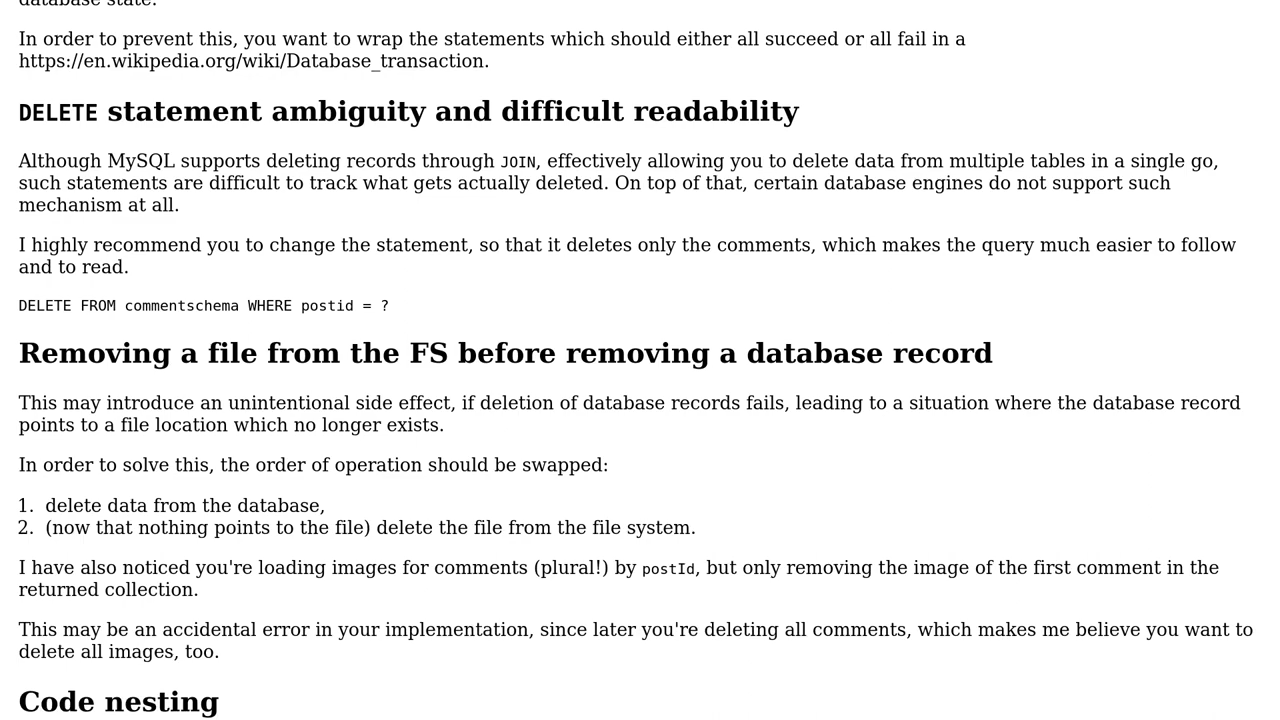 database state.
In order to prevent this, you want to wrap the statements which should either all succeed or all fail in a
https://en.wikipedia.org/wiki/Database_transaction.
DELETE statement ambiguity and difficult readability
Although MySQL supports deleting records through JOIN, effectively allowing you to delete data from multiple tables in a single go,
such statements are difficult to track what gets actually deleted. On top of that, certain database engines do not support such
mechanism at all.
I highly recommend you to change the statement, so that it deletes only the comments, which makes the query much easier to follow
and to read.
DELETE FROM commentschema WHERE postid = ?
Removing a file from the FS before removing a database record
This may introduce an unintentional side effect, if deletion of database records fails, leading to a situation where the database record
points to a file location which no longer exists.
In order to solve this, the order of operation should be swapped:
1. delete data from the database,
2. (now that nothing points to the file) delete the file from the file system.
I have also noticed you're loading images for comments (plural!) by postId, but only removing the image of the first comment in the
returned collection.
This may be an accidental error in your implementation, since later you're deleting all comments, which makes me believe you want to
delete all images, too.
Code nesting